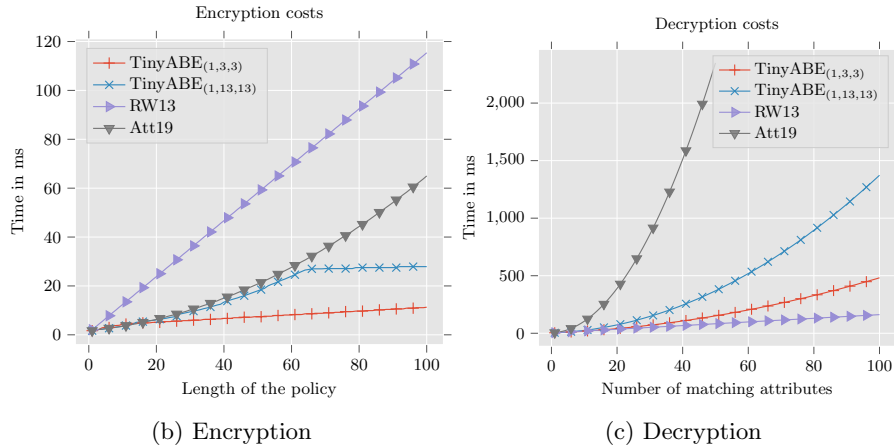 Encryption costs
120
100
80
60
40
20
0
Time in ms
TinyABE(1,3,3)
TinyABE(1,13,13)
RW13
Att19
0 20 40 60 80 100
Length of the policy
(b) Encryption
Decryption costs
2,000
1,500
1,000
500
0
Time in ms
TinyABE(1,3,3)
TinyABE(1,13,13)
RW13
Att19
0 20 40 60 80 100
Number of matching attributes
(c) Decryption